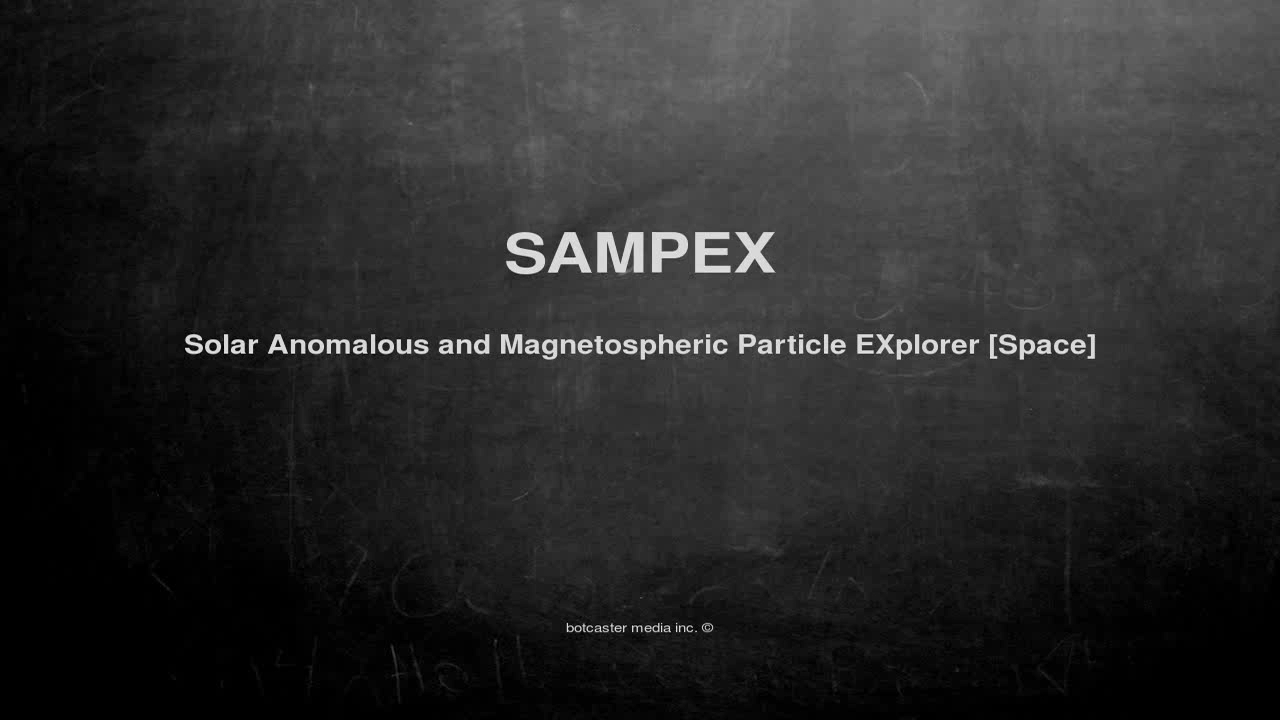 SAMPEX
Solar Anomalous and Magnetospheric Particle EXplorer [Space]
botcaster media inc. ©